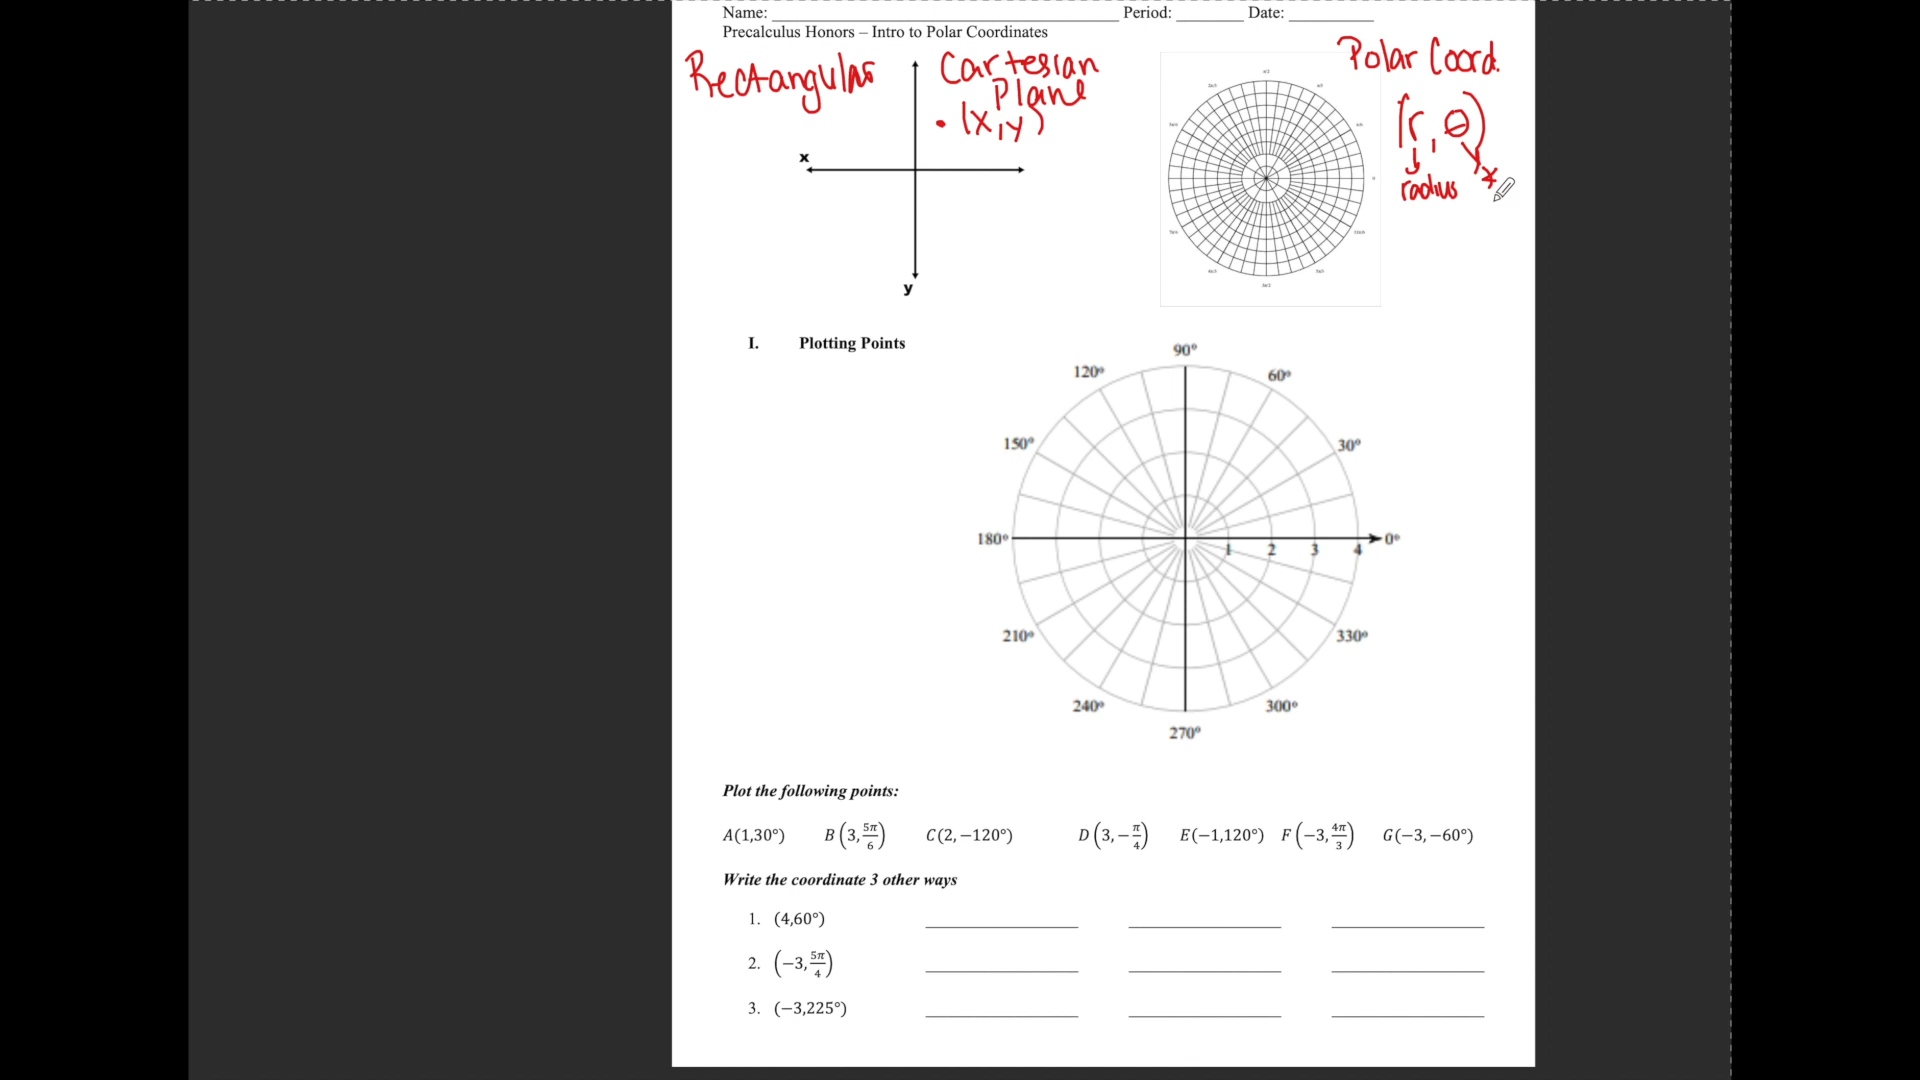 Name: ______ Period: ______ Date: ______
Precalculus Honors – Intro to Polar Coordinates
Rectangular
Cartesian
Plane
• (x,y)
x
y
Polar Coord.
(r, θ)
radius
I. Plotting Points
90°
120°
60°
150°
30°
180°
0°
1 2 3 4
210°
330°
240°
300°
270°
Plot the following points:
A(1,30°) B(3,5π/6) C(2,−120°) D(3,−π/4) E(−1,120°) F(−3,4π/3) G(−3,−60°)
Write the coordinate 3 other ways
1. (4,60°)
2. (−3,5π/4)
3. (−3,225°)